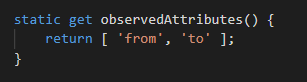 static get observedAttributes() {
    return [ 'from', 'to' ];
}